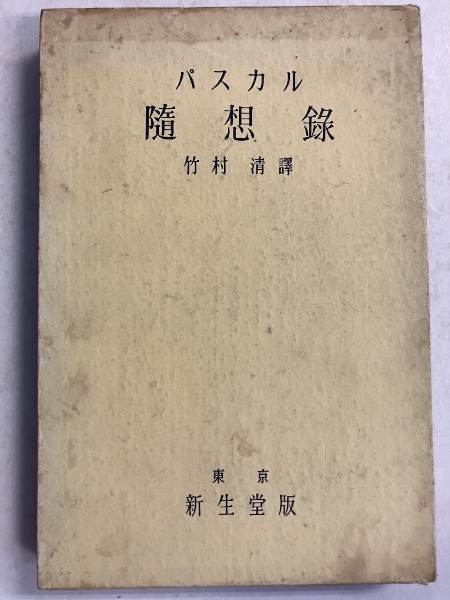 パスカル
隨想錄
竹村清譯
東京
新生堂版